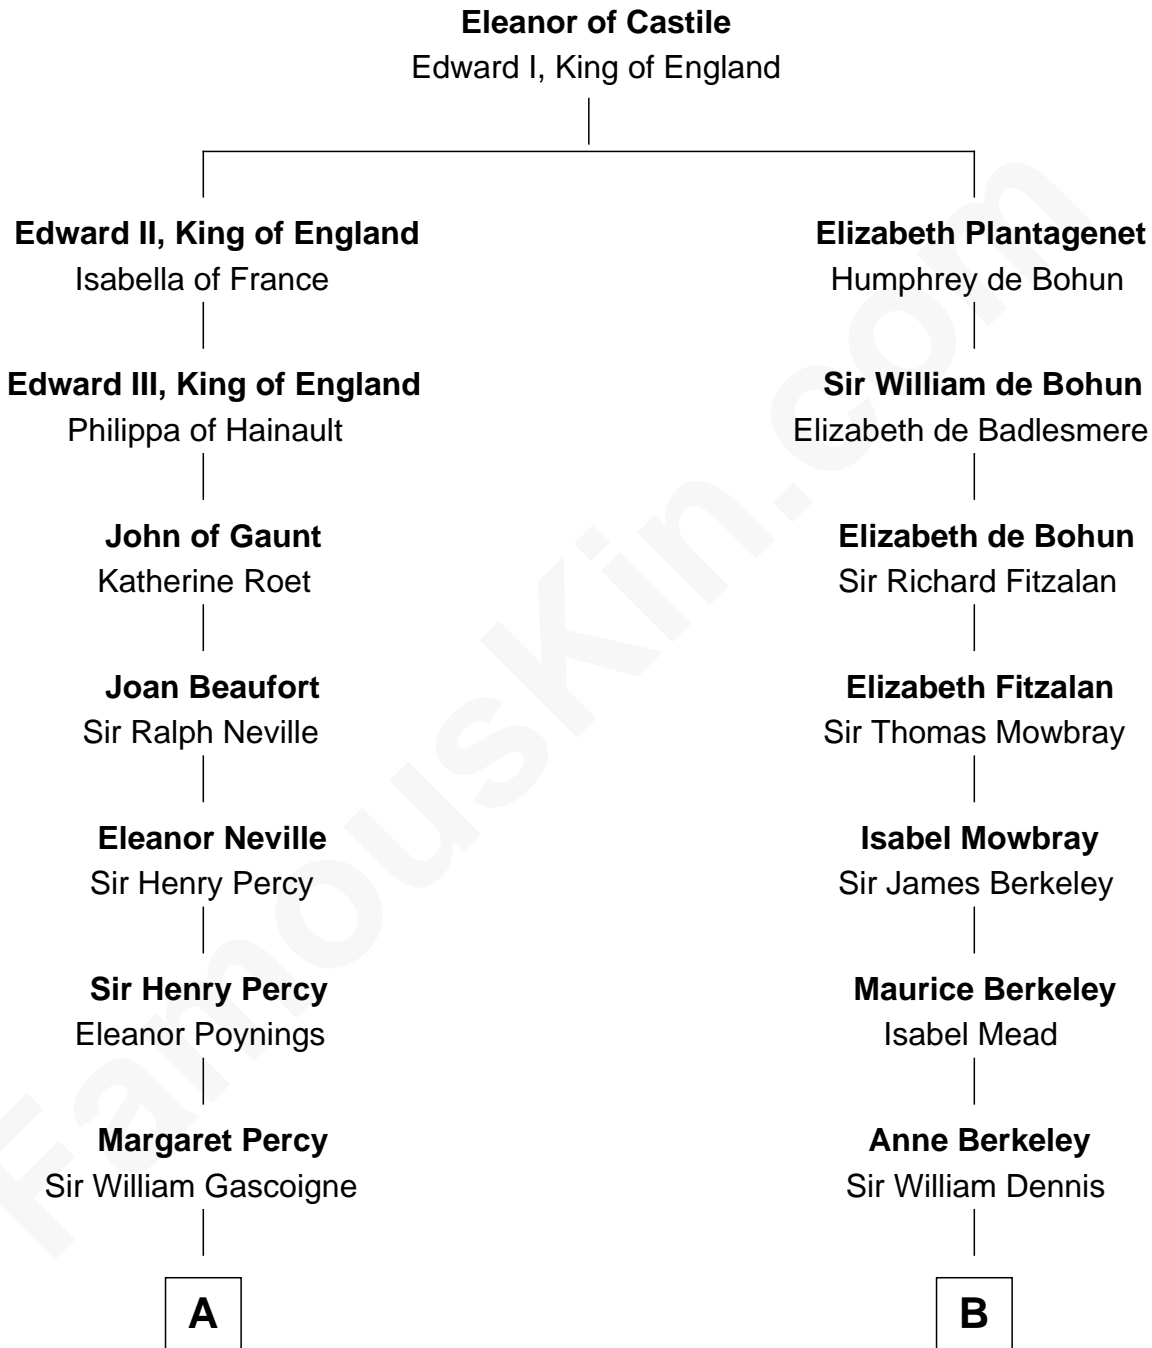 Eleanor of Castile
Edward I, King of England
Edward II, King of England
Isabella of France
Elizabeth Plantagenet
Humphrey de Bohun
Edward III, King of England
Philippa of Hainault
Sir William de Bohun
Elizabeth de Badlesmere
John of Gaunt
Katherine Roet
Elizabeth de Bohun
Sir Richard Fitzalan
Joan Beaufort
Sir Ralph Neville
Elizabeth Fitzalan
Sir Thomas Mowbray
Eleanor Neville
Sir Henry Percy
Isabel Mowbray
Sir James Berkeley
Sir Henry Percy
Eleanor Poynings
Maurice Berkeley
Isabel Mead
Margaret Percy
Sir William Gascoigne
Anne Berkeley
Sir William Dennis
A
B
FamousKin.com